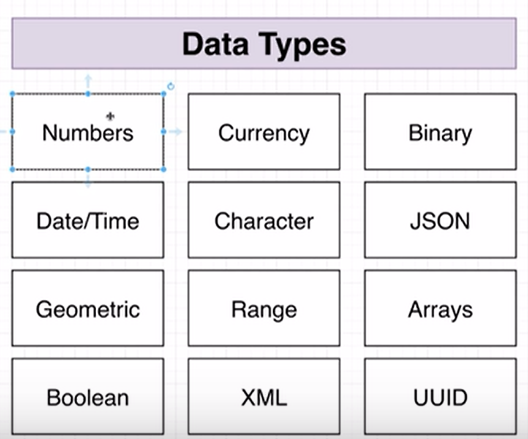 Data Types
Numbers
Currency
Binary
Date/Time
Character
JSON
Geometric
Range
Arrays
Boolean
XML
UUID